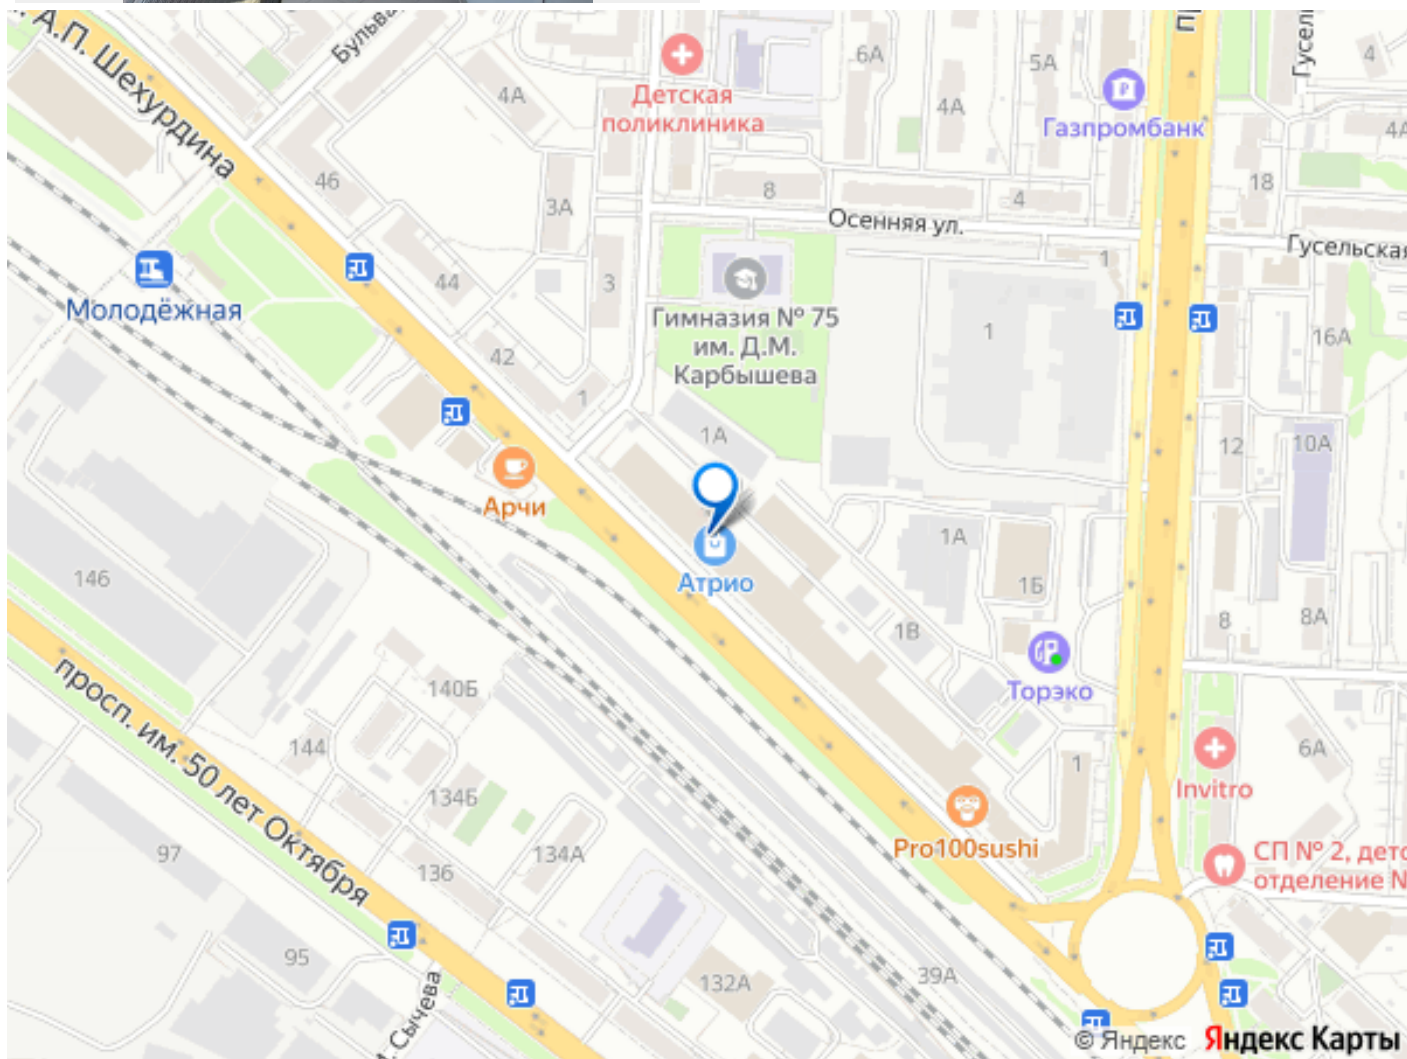 А.П. Шехурдина
Бульва
4А
Детская
поликлиника
6А
5А
4А
Газпромбанк
Гусел
4
4А
46
3А
8
4
18
Осенняя ул.
Гусельская
1
Молодёжная
44
3
Гимназия № 75
им. Д.М.
Карбышева
1
16А
42
1
1А
12
10А
Арчи
Атрио
1А
1Б
146
1В
8
8А
Торэко
140Б
просп. им. 50 лет Октября
144
1
6А
Invitro
134Б
Pro100sushi
97
136
134А
СП № 2, детс
отделение N
95
132А
39А
Сычева
© Яндекс Яндекс Карты